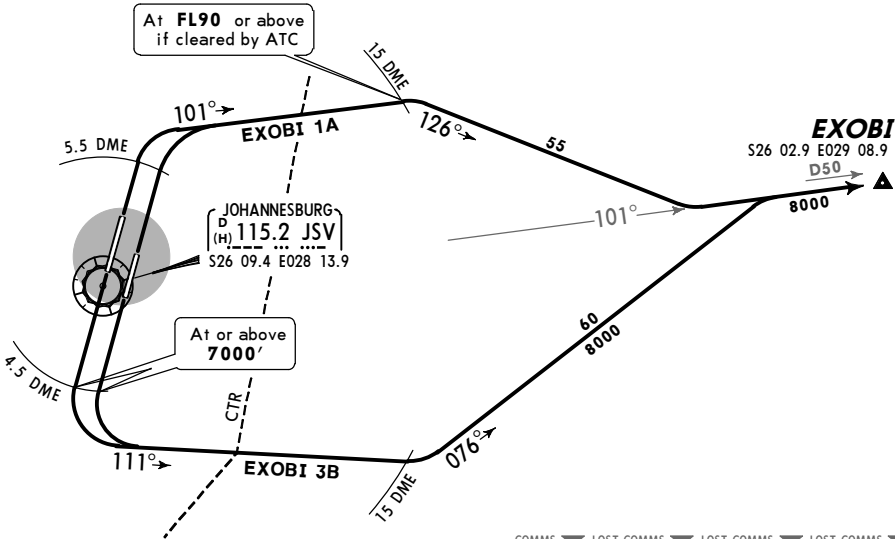 At FL90 or above
if cleared by ATC
15 DME
101°
EXOBI 1A
126°
55
EXOBI
S26 02.9 E029 08.9
D50
8000
5.5 DME
JOHANNESBURG
D
(H) 115.2 JSV
S26 09.4 E028 13.9
101°
At or above
7000'
4.5 DME
CTR
60
8000
111°
EXOBI 3B
076°
15 DME
COMMS LOST COMMS LOST COMMS LOST COMMS